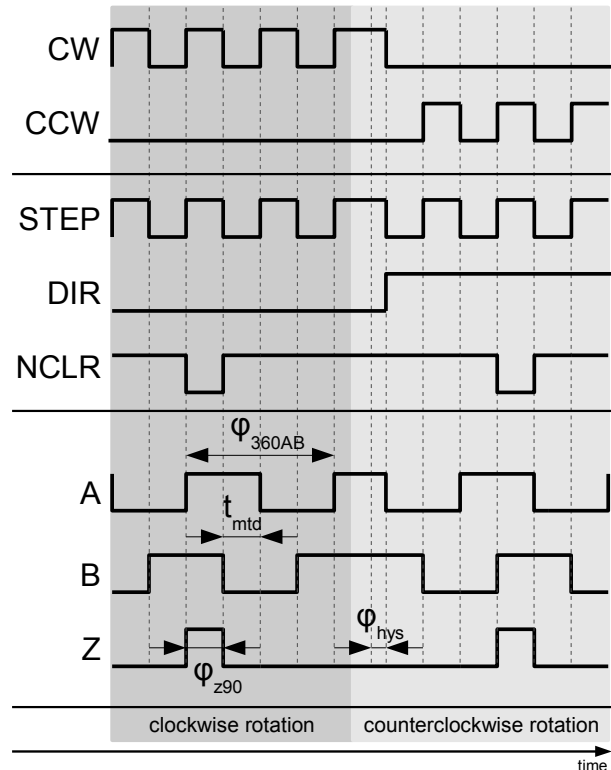 CW
CCW
STEP
DIR
NCLR
φ360AB
A
tmtd
B
φhys
Z
φz90
clockwise rotation
counterclockwise rotation
time